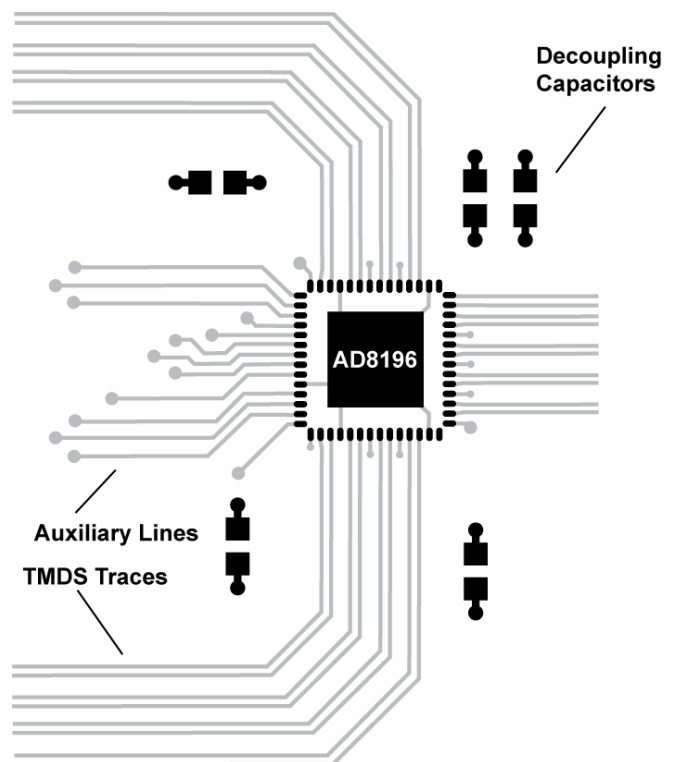 Decoupling
Capacitors
AD8196
Auxiliary Lines
TMDS Traces